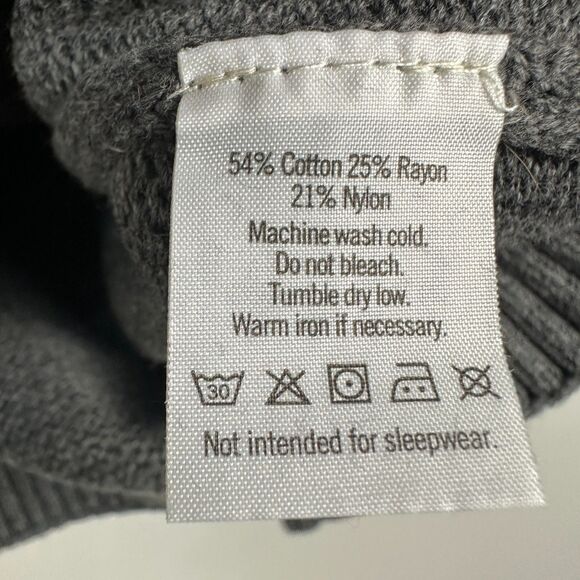 54% Cotton 25% Rayon
21% Nylon
Machine wash cold.
Do not bleach.
Tumble dry low.
Warm iron if necessary.
30
Not intended for sleepwear.